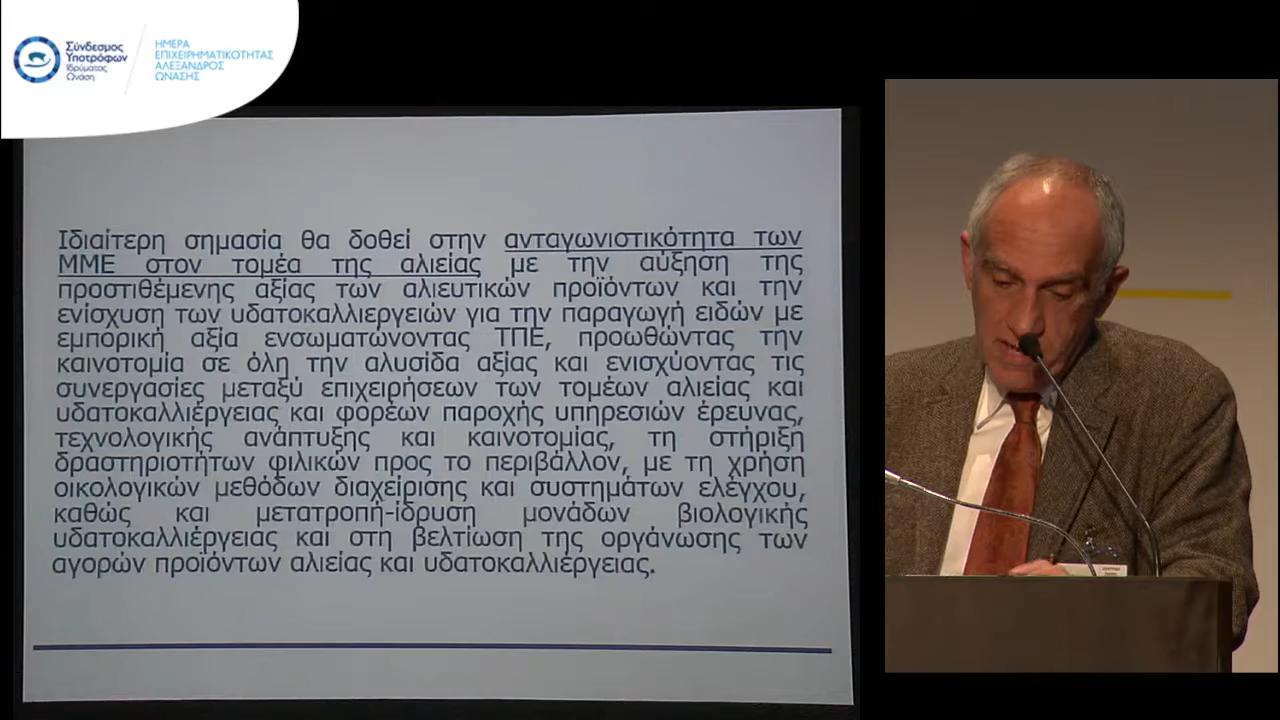 Σύνδεσμος
Υποτρόφων
Ιδρύματος
Ωνάση
ΗΜΕΡΑ
ΕΠΙΧΕΙΡΗΜΑΤΙΚΟΤΗΤΑΣ
ΑΛΕΞΑΝΔΡΟΣ
ΩΝΑΣΗΣ
Ιδιαίτερη σημασία θα δοθεί στην ανταγωνιστικότητα των
ΜΜΕ στον τομέα της αλιείας με την αύξηση της
προστιθέμενης αξίας των αλιευτικών προϊόντων και την
ενίσχυση των υδατοκαλλιεργειών για την παραγωγή ειδών με
εμπορική αξία ενσωματώνοντας ΤΠΕ, προωθώντας την
καινοτομία σε όλη την αλυσίδα αξίας και ενισχύοντας τις
συνεργασίες μεταξύ επιχειρήσεων των τομέων αλιείας και
υδατοκαλλιέργειας και φορέων παροχής υπηρεσιών έρευνας,
τεχνολογικής ανάπτυξης και καινοτομίας, τη στήριξη
δραστηριοτήτων φιλικών προς το περιβάλλον, με τη χρήση
οικολογικών μεθόδων διαχείρισης και συστημάτων ελέγχου,
καθώς και μετατροπή-ίδρυση μονάδων βιολογικής
υδατοκαλλιέργειας και στη βελτίωση της οργάνωσης των
αγορών προϊόντων αλιείας και υδατοκαλλιέργειας.